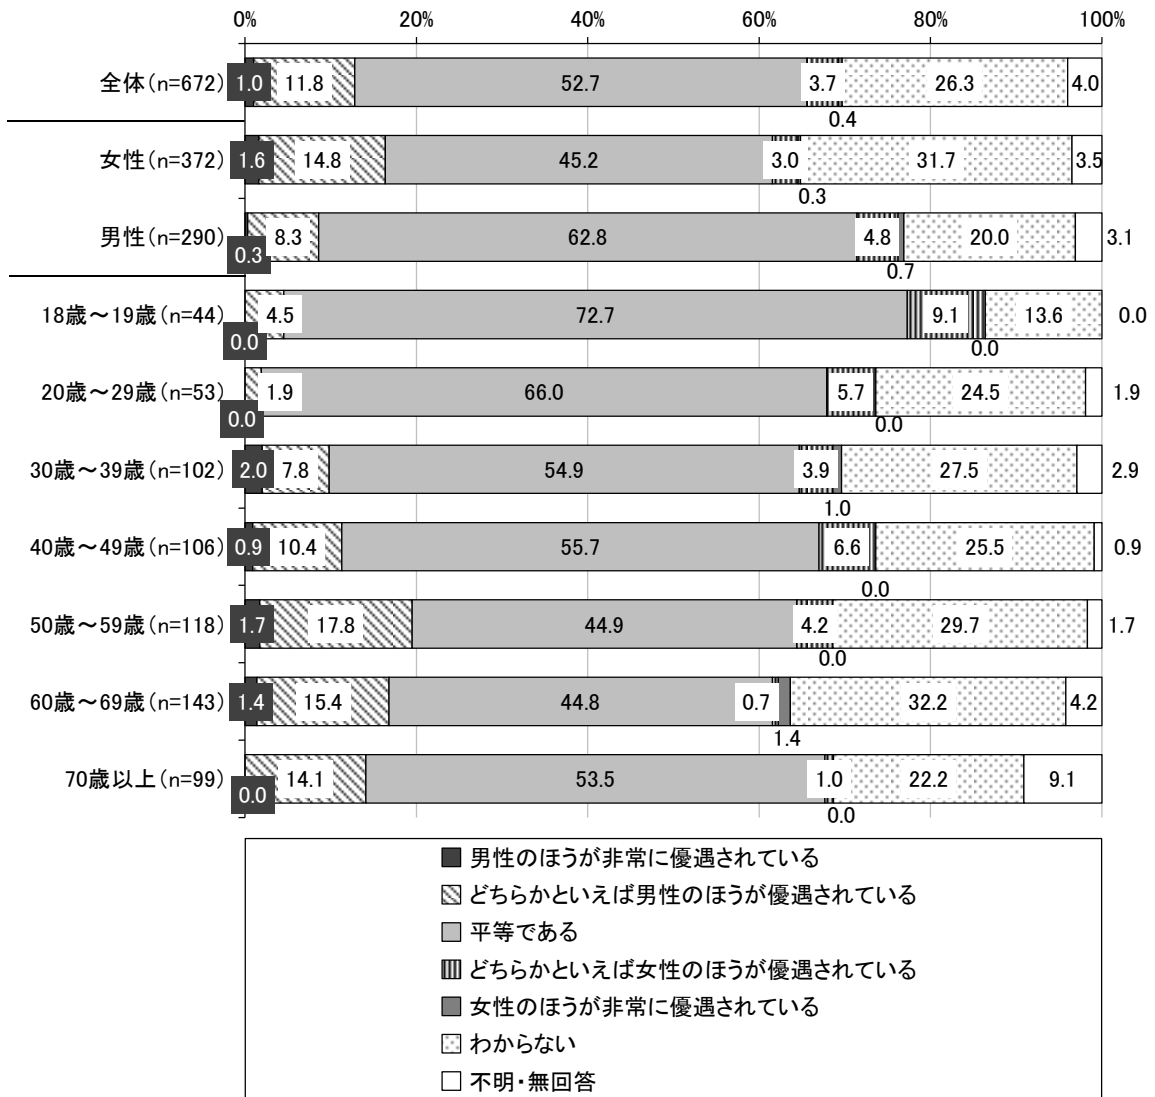 0% 20% 40% 60% 80% 100%
全体(n=672) 1.0 11.8 52.7 3.7 26.3 4.0
0.4
女性(n=372) 1.6 14.8 45.2 3.0 31.7 3.5
0.3
男性(n=290) 0.3 8.3 62.8 4.8 20.0 3.1
0.7
18歳～19歳(n=44) 0.0 4.5 72.7 9.1 13.6 0.0
0.0
20歳～29歳(n=53) 0.0 1.9 66.0 5.7 24.5 1.9
0.0
30歳～39歳(n=102) 2.0 7.8 54.9 3.9 27.5 2.9
1.0
40歳～49歳(n=106) 0.9 10.4 55.7 6.6 25.5 0.9
0.0
50歳～59歳(n=118) 1.7 17.8 44.9 4.2 29.7 1.7
0.0
60歳～69歳(n=143) 1.4 15.4 44.8 0.7 32.2 4.2
1.4
70歳以上(n=99) 0.0 14.1 53.5 1.0 22.2 9.1
0.0
男性のほうが非常に優遇されている
どちらかといえば男性のほうが優遇されている
平等である
どちらかといえば女性のほうが優遇されている
女性のほうが非常に優遇されている
わからない
不明・無回答